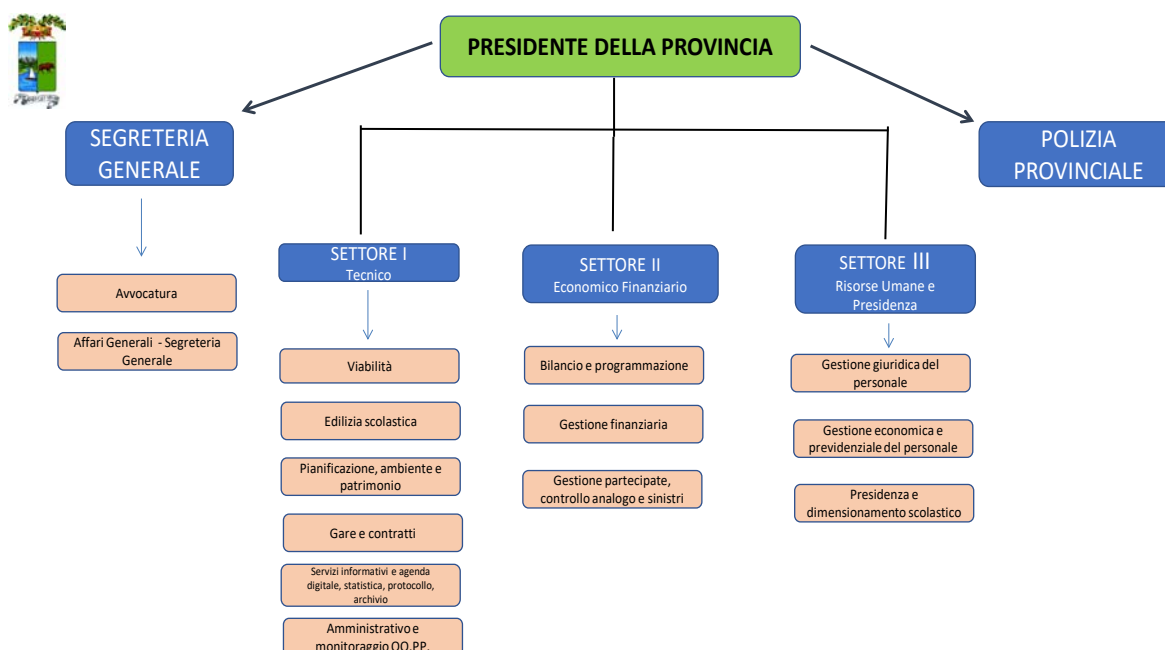 PRESIDENTE DELLA PROVINCIA
SEGRETERIA
GENERALE
POLIZIA
PROVINCIALE
Avvocatura
Affari Generali - Segreteria
Generale
SETTORE I
Tecnico
Viabilità
Edilizia scolastica
Pianificazione, ambiente e
patrimonio
Gare e contratti
Servizi informativi e agenda
digitale, statistica, protocollo,
archivio
Amministrativo e
monitoraggio OO.PP.
SETTORE II
Economico Finanziario
Bilancio e programmazione
Gestione finanziaria
Gestione partecipate,
controllo analogo e sinistri
SETTORE III
Risorse Umane e
Presidenza
Gestione giuridica del
personale
Gestione economica e
previdenziale del personale
Presidenza e
dimensionamento scolastico